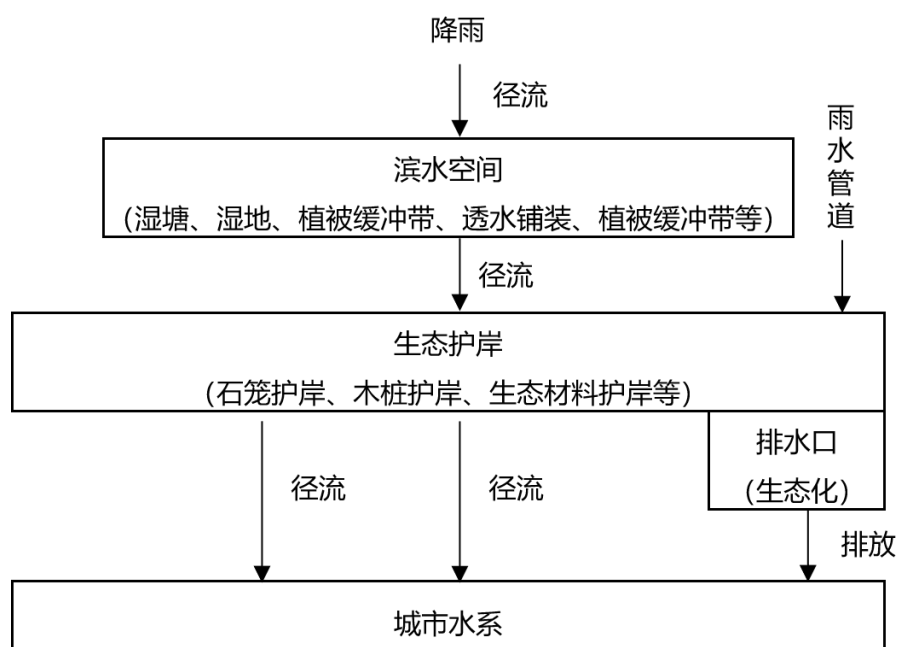 降雨
径流
雨水管道
滨水空间
（湿塘、湿地、植被缓冲带、透水铺装、植被缓冲带等）
径流
生态护岸
（石笼护岸、木桩护岸、生态材料护岸等）
排水口
（生态化）
径流
径流
排放
城市水系